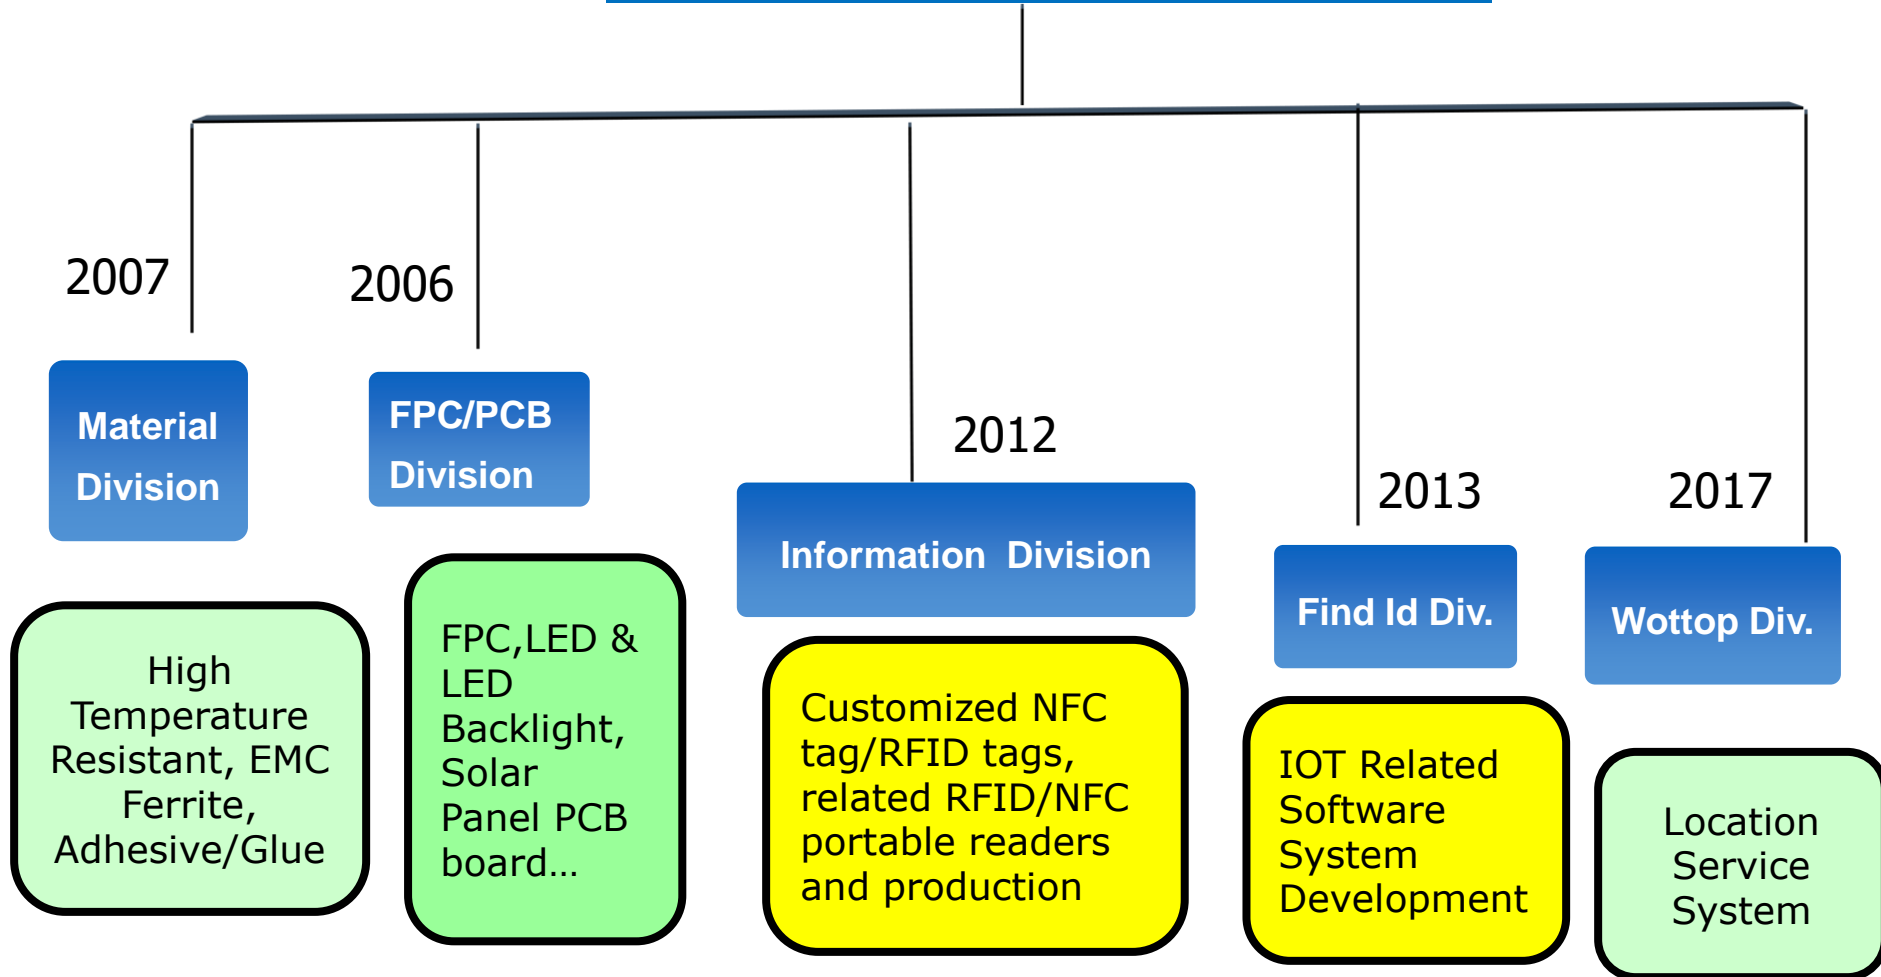 2007
Material
Division
High
Temperature
Resistant, EMC
Ferrite,
Adhesive/Glue
2006
FPC/PCB
Division
FPC,LED &
LED
Backlight,
Solar
Panel PCB
board…
2012
Information  Division
Customized NFC
tag/RFID tags,
related RFID/NFC
portable readers
and production
2013
Find Id Div.
IOT Related
Software
System
Development
2017
Wottop Div.
Location
Service
System